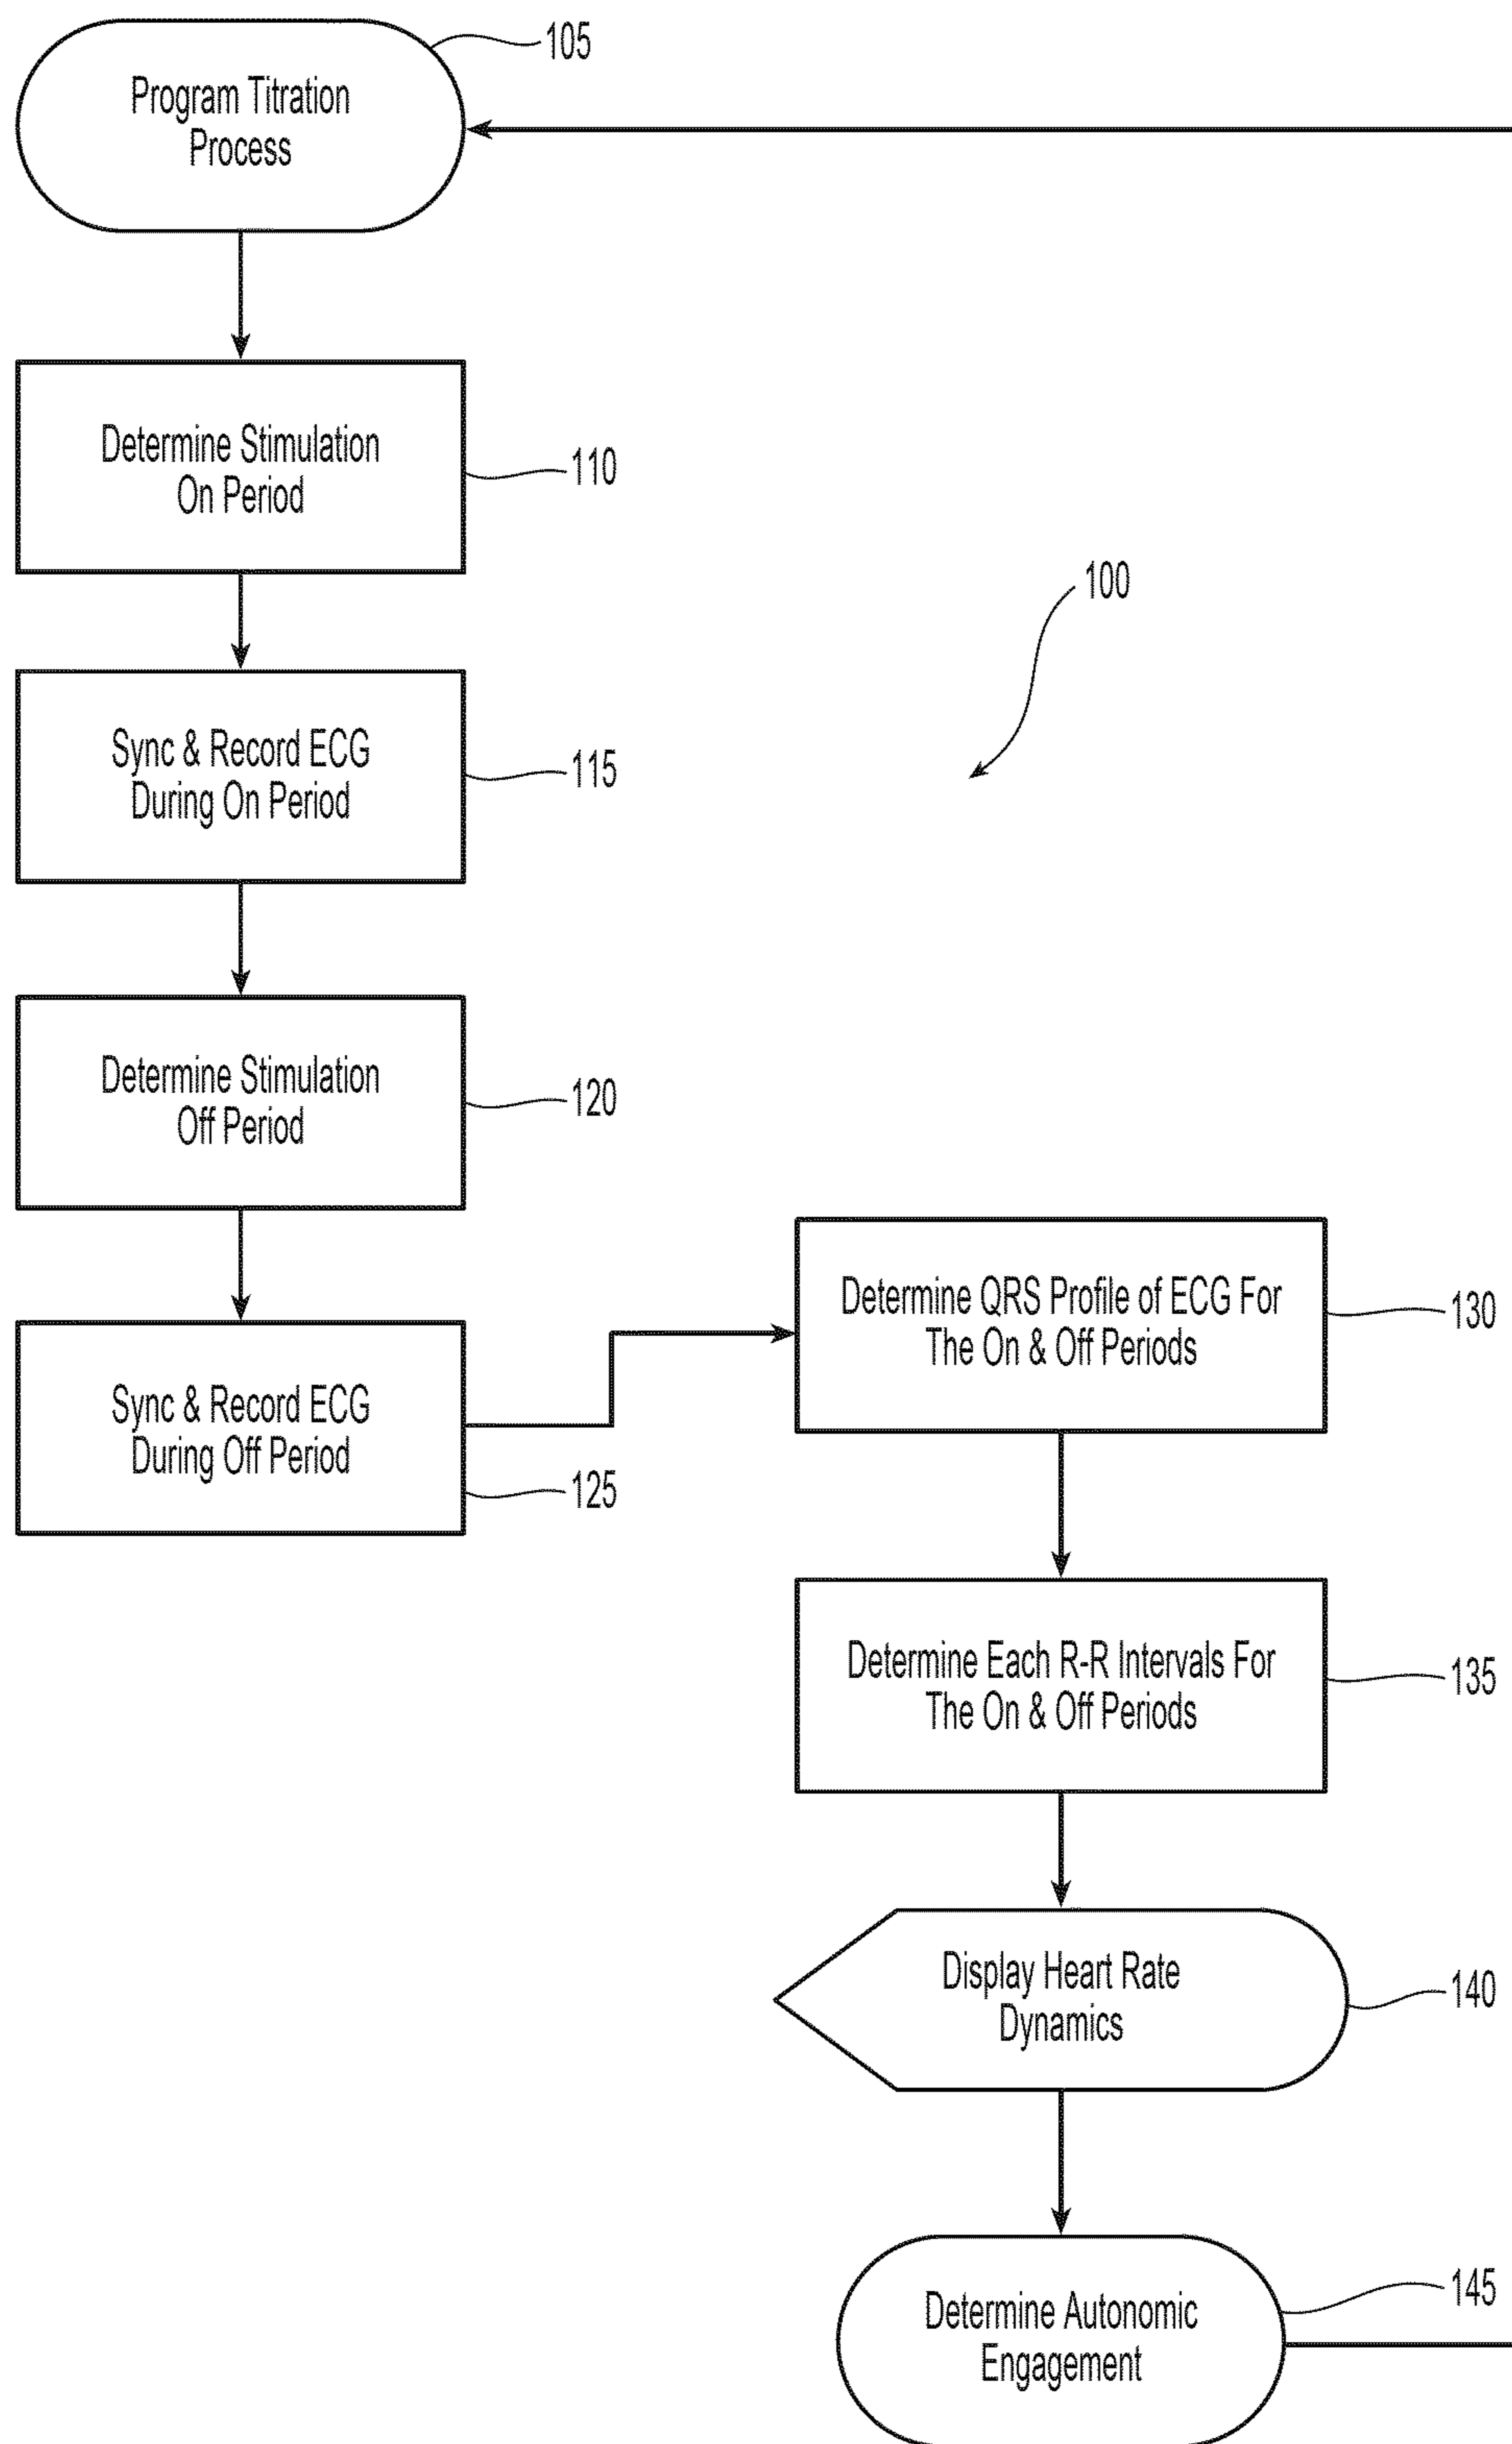 Program Titration
Process
105
Determine Stimulation
On Period
110
Sync & Record ECG
During On Period
115
100
Determine Stimulation
Off Period
120
Sync & Record ECG
During Off Period
125
Determine QRS Profile of ECG For
The On & Off Periods
130
Determine Each R-R Intervals For
The On & Off Periods
135
Display Heart Rate
Dynamics
140
Determine Autonomic
Engagement
145